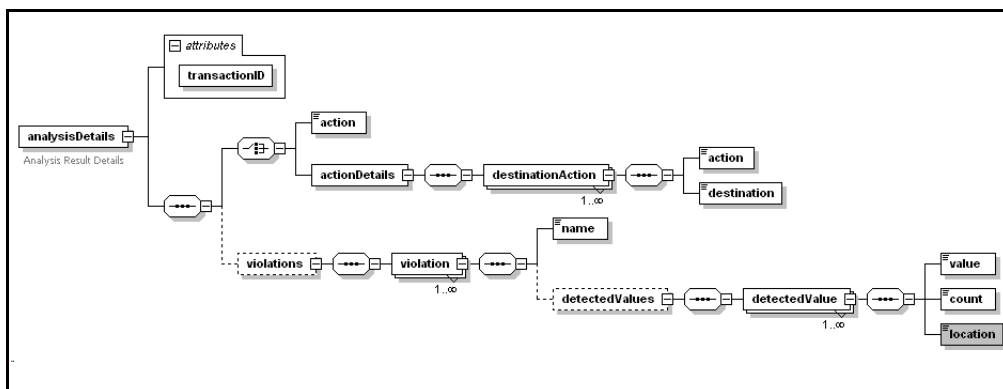 attributes
transactionID
analysisDetails
Analysis Result Details
action
actionDetails
destinationAction
1..∞
action
destination
violations
violation
1..∞
name
detectedValues
detectedValue
1..∞
value
count
location